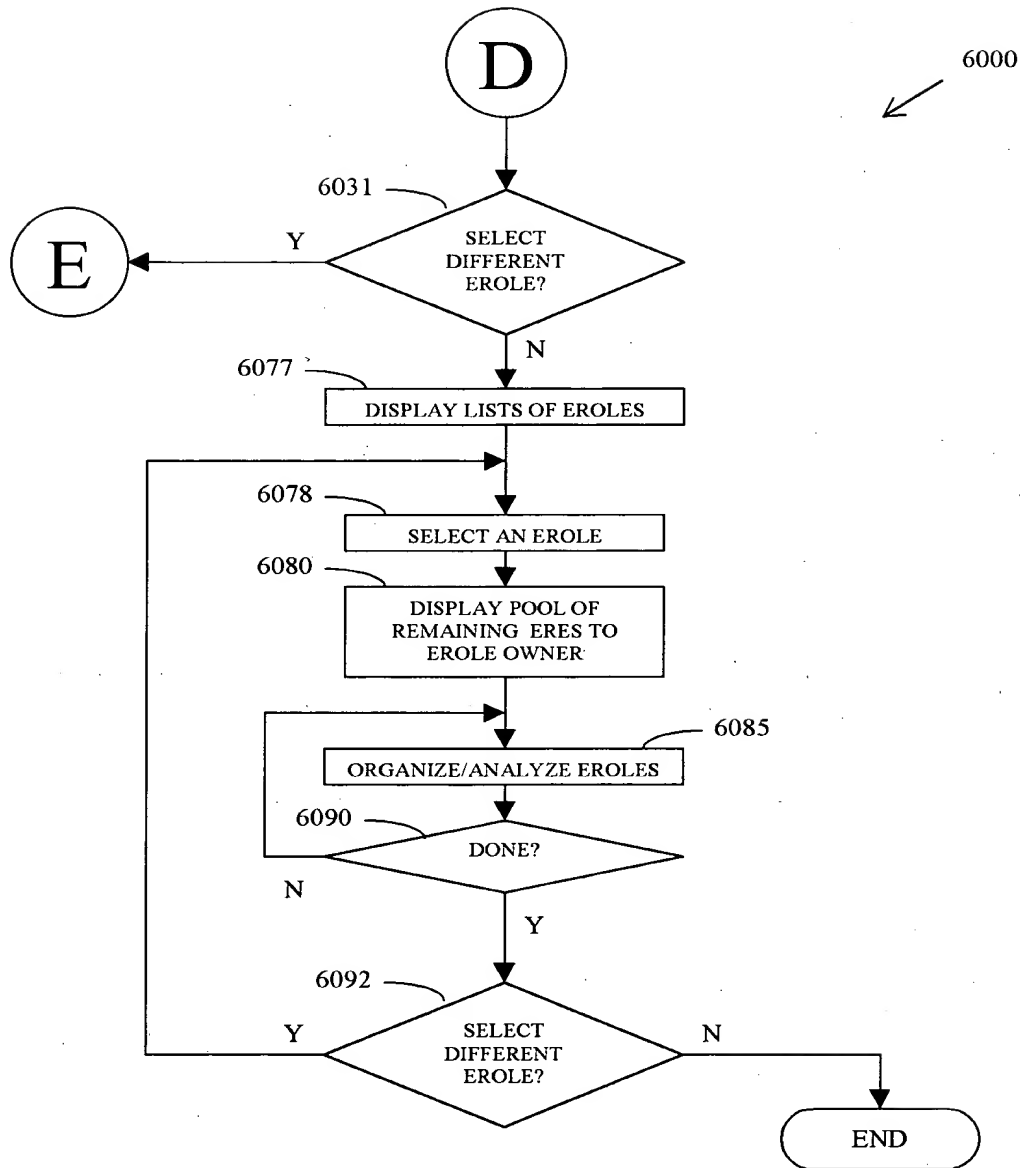 D
6000
6031
SELECT
DIFFERENT
EROLE?
Y
E
N
6077
DISPLAY LISTS OF EROLES
6078
SELECT AN EROLE
6080
DISPLAY POOL OF
REMAINING ERES TO
EROLE OWNER
6085
ORGANIZE/ANALYZE EROLES
6090
DONE?
N
Y
6092
SELECT
DIFFERENT
EROLE?
Y
N
END